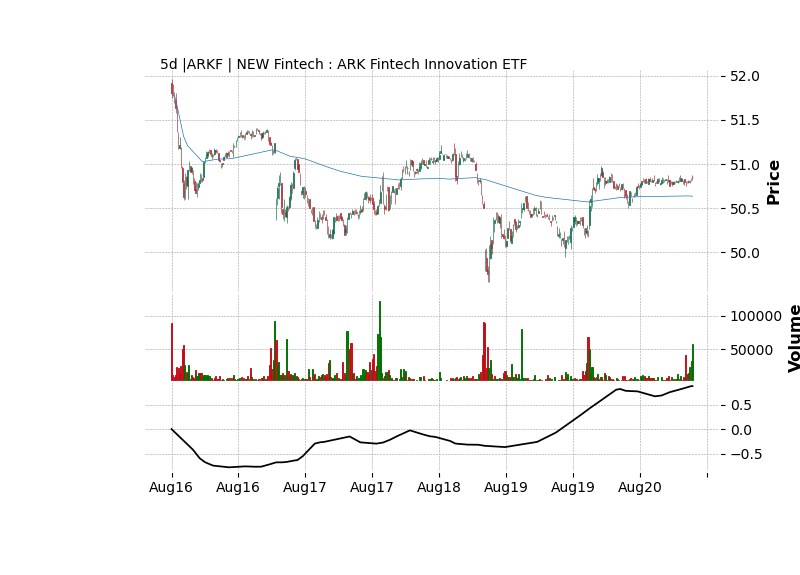 5d |ARKF | NEW Fintech : ARK Fintech Innovation ETF
52.0
51.5
51.0
50.5
50.0
Price
100000
50000
Volume
0.5
0.0
−0.5
Aug16 Aug16 Aug17 Aug17 Aug18 Aug19 Aug19 Aug20